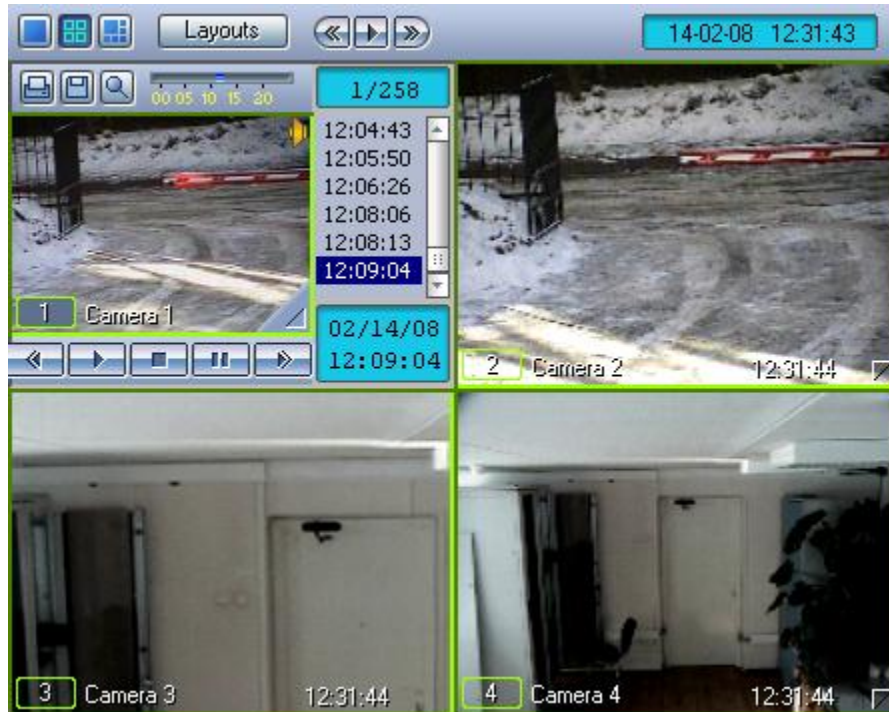 Layouts
14-02-08 12:31:43
00 05 10 15 20
1/258
12:04:43
12:05:50
12:06:26
12:08:06
12:08:13
12:09:04
02/14/08
12:09:04
1 Camera 1
2 Camera 2 12:31:44
3 Camera 3 12:31:44
4 Camera 4 12:31:44